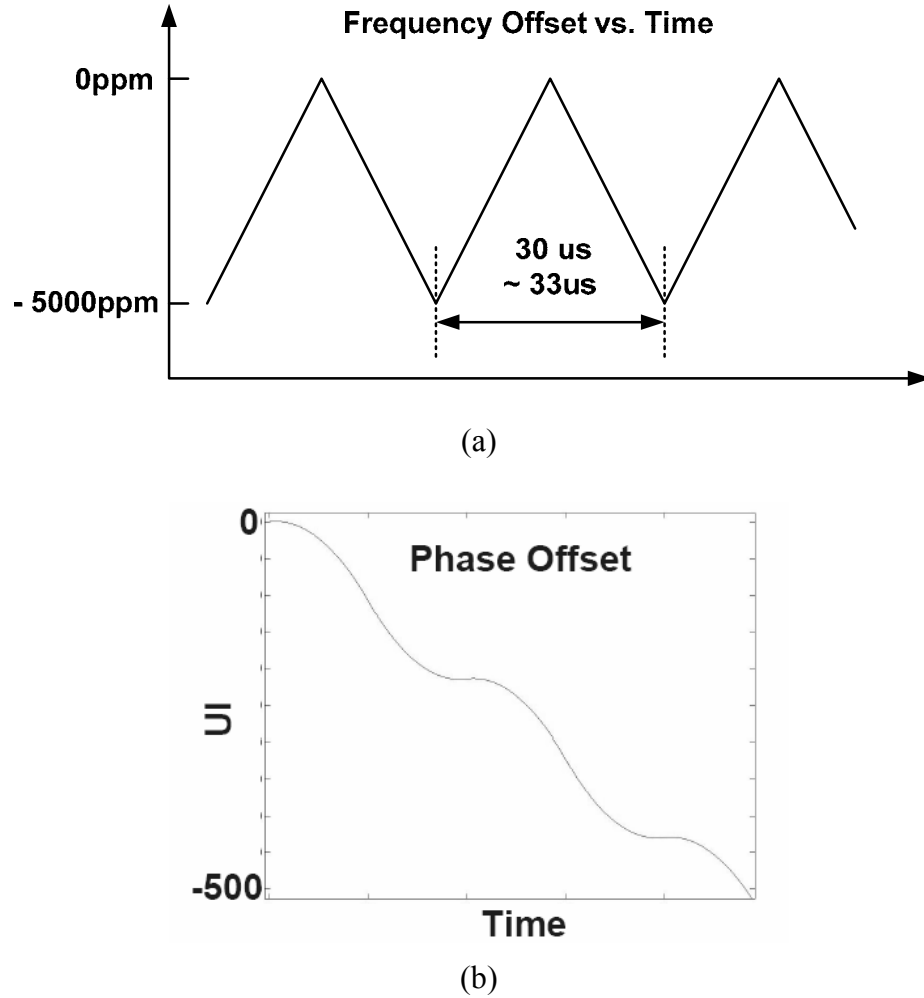 Frequency Offset vs. Time
0ppm
30 us
~ 33us
- 5000ppm
(a)
0
Phase Offset
UI
-500
Time
(b)